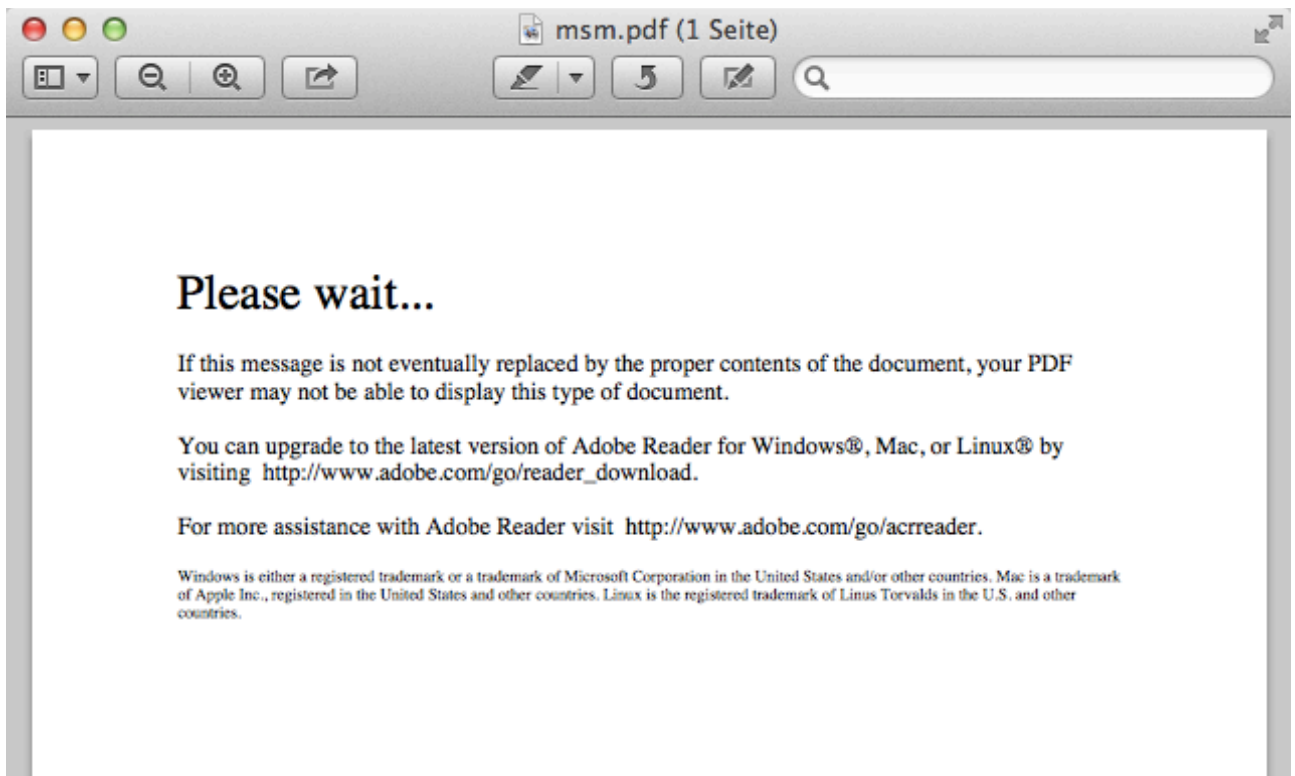 msm.pdf (1 Seite)
Please wait...
If this message is not eventually replaced by the proper contents of the document, your PDF
viewer may not be able to display this type of document.
You can upgrade to the latest version of Adobe Reader for Windows®, Mac, or Linux® by
visiting  http://www.adobe.com/go/reader_download.
For more assistance with Adobe Reader visit  http://www.adobe.com/go/acrreader.
Windows is either a registered trademark or a trademark of Microsoft Corporation in the United States and/or other countries. Mac is a trademark
of Apple Inc., registered in the United States and other countries. Linux is the registered trademark of Linus Torvalds in the U.S. and other
countries.